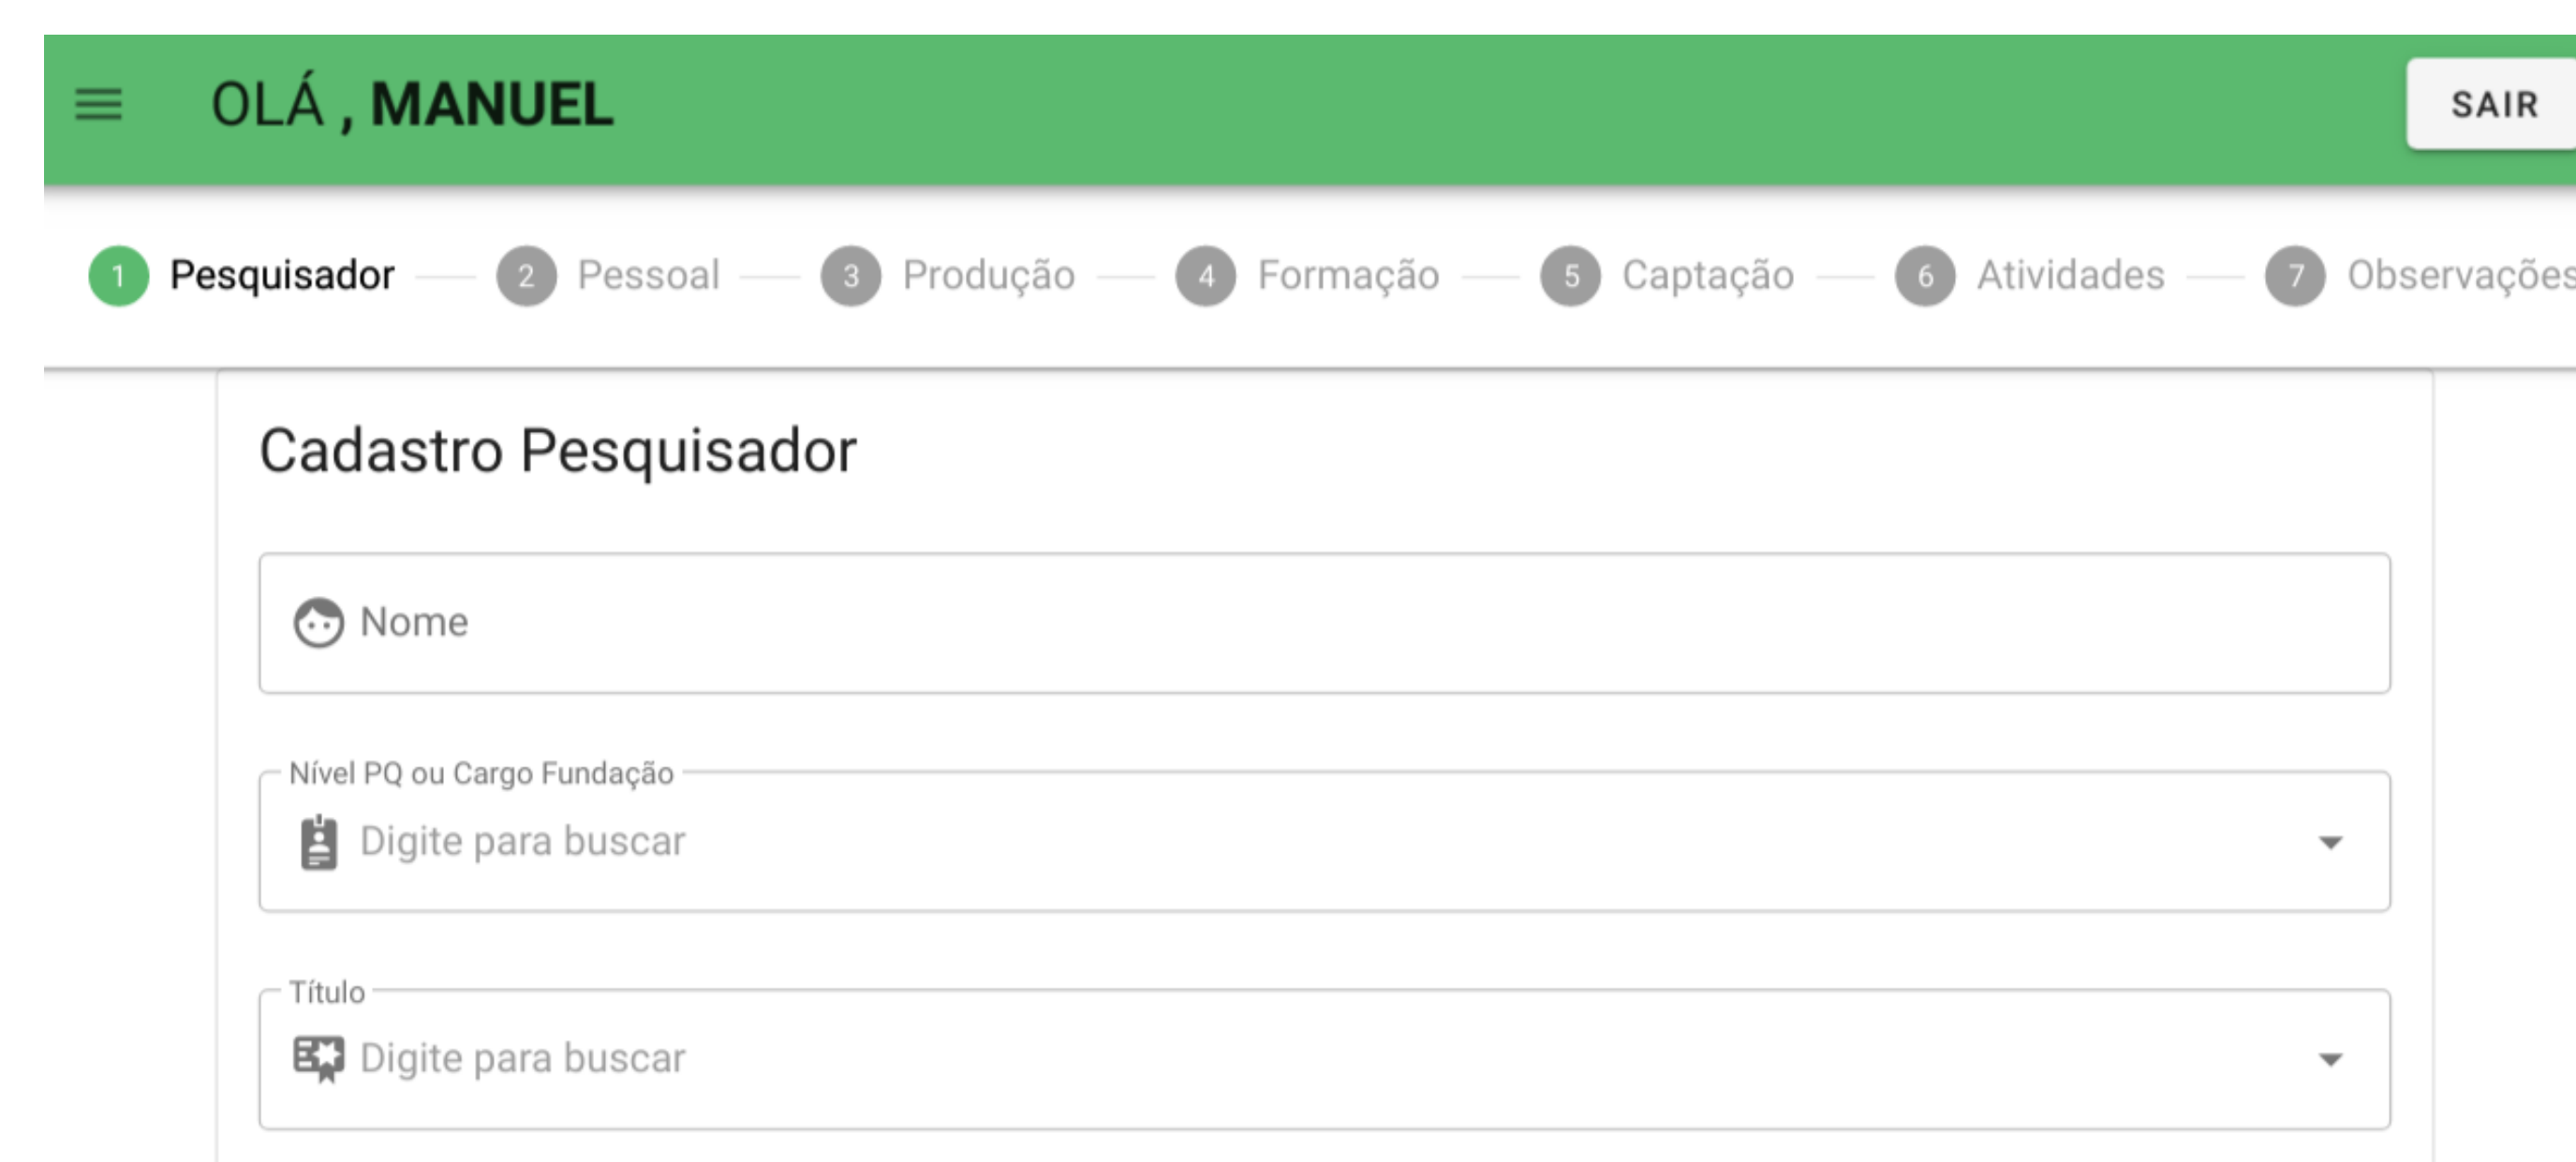 OLÁ , MANUEL
SAIR
1 Pesquisador 2 Pessoal 3 Produção 4 Formação 5 Captação 6 Atividades 7 Observações
Cadastro Pesquisador
Nome
Nível PQ ou Cargo Fundação
Digite para buscar
Título
Digite para buscar